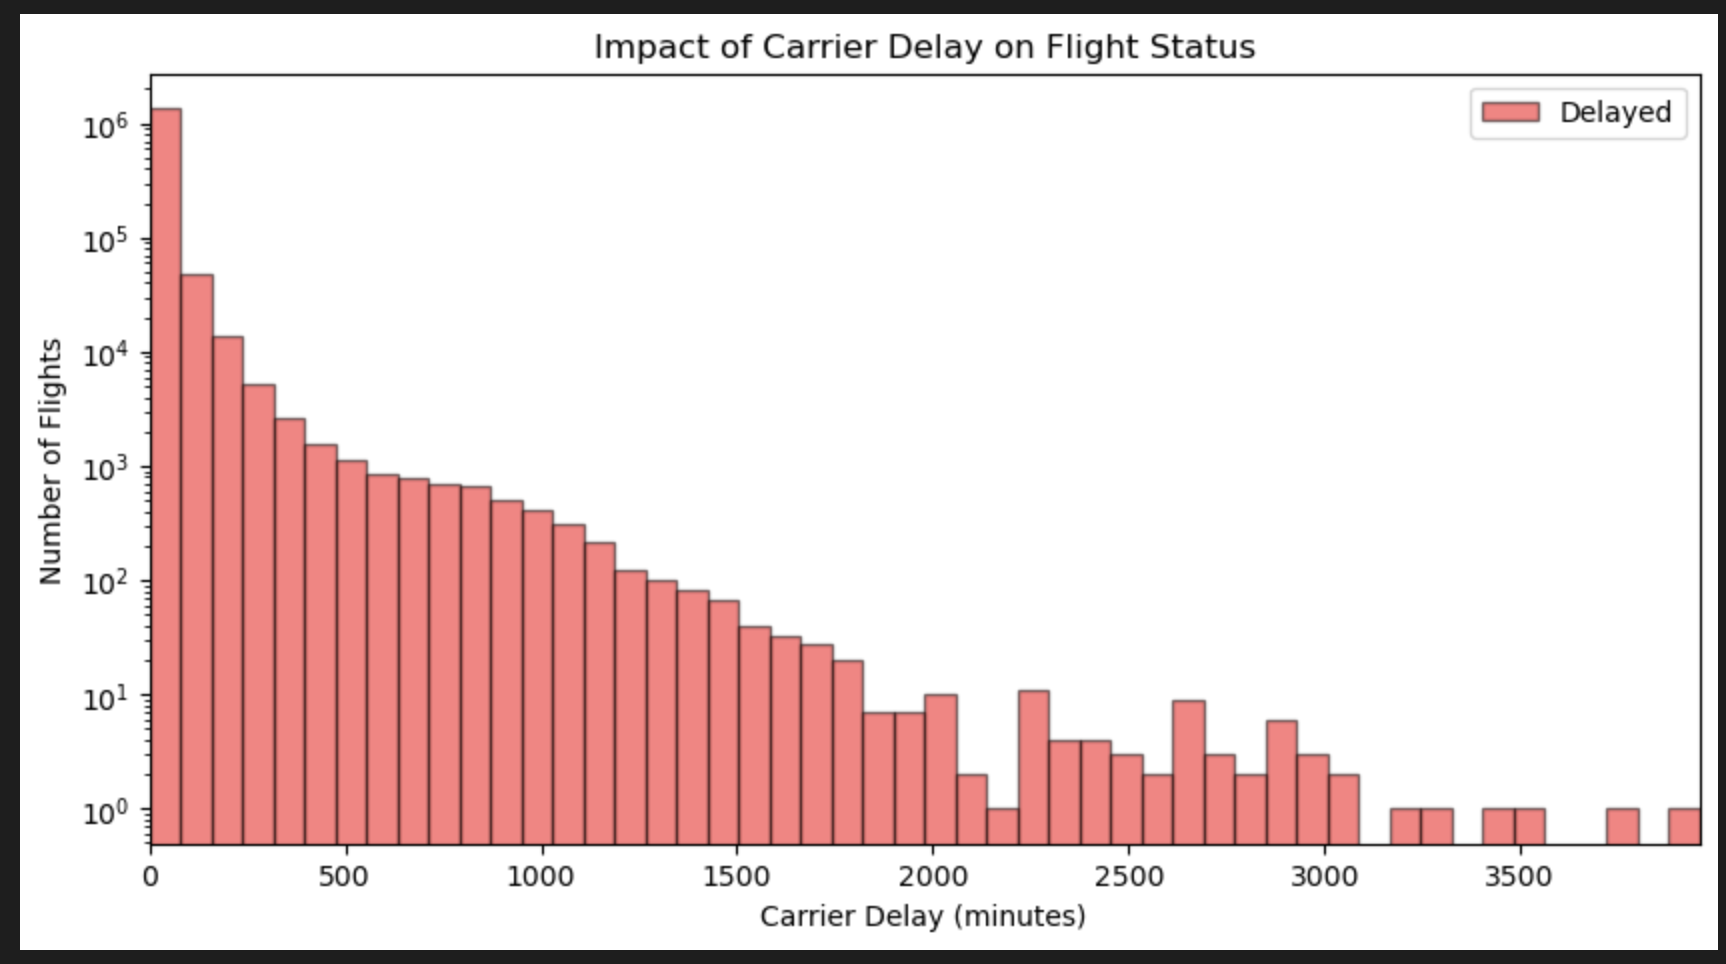 Impact of Carrier Delay on Flight Status
Delayed
Number of Flights
10⁶
10⁵
10⁴
10³
10²
10¹
10⁰
0 500 1000 1500 2000 2500 3000 3500
Carrier Delay (minutes)